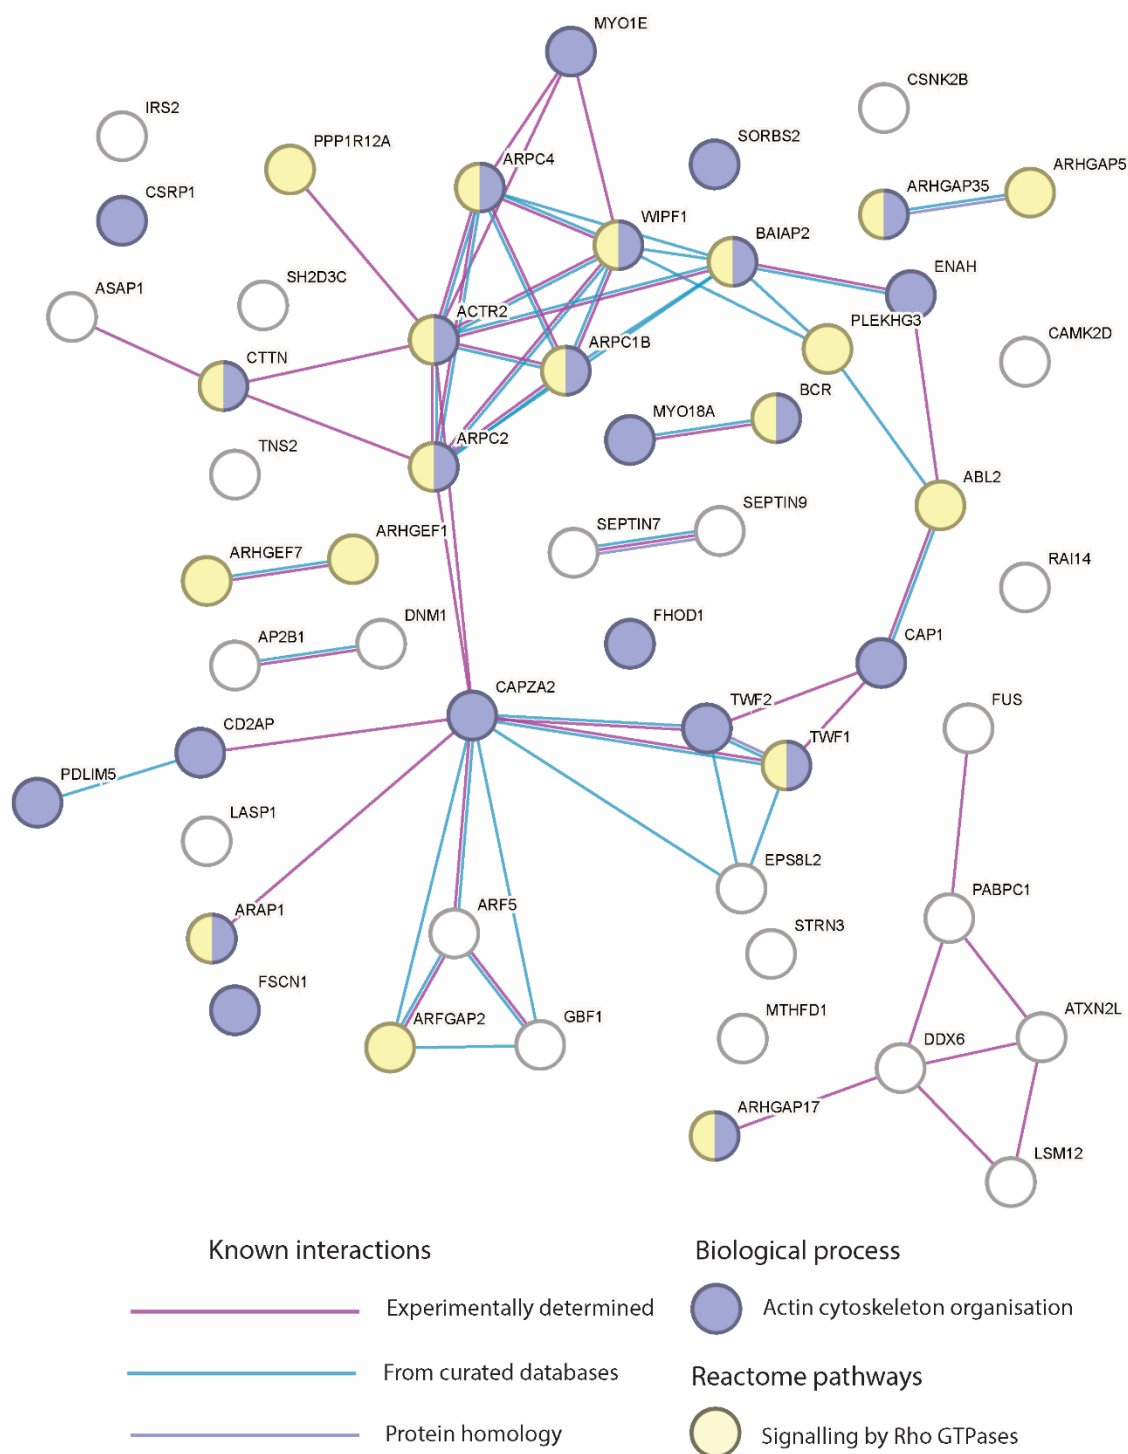 MYO1E
CSNK2B
IRS2
PPP1R12A
SORBS2
ARPC4
ARHGAP5
ARHGAP35
CSRP1
WIPF1
BAIAP2
ENAH
SH2D3C
ASAP1
ACTR2
PLEKHG3
CAMK2D
ARPC1B
CTTN
BCR
MYO18A
ARPC2
TNS2
ABL2
SEPTIN9
SEPTIN7
ARHGEF1
ARHGEF7
RAI14
DNM1
FHOD1
AP2B1
CAP1
CAPZA2
TWF2
FUS
CD2AP
TWF1
PDLIM5
LASP1
EPS8L2
PABPC1
ARF5
ARAP1
STRN3
FSCN1
ATXN2L
MTHFD1
GBF1
ARFGAP2
DDX6
ARHGAP17
LSM12
Known interactions
Biological process
Experimentally determined
Actin cytoskeleton organisation
From curated databases
Reactome pathways
Protein homology
Signalling by Rho GTPases